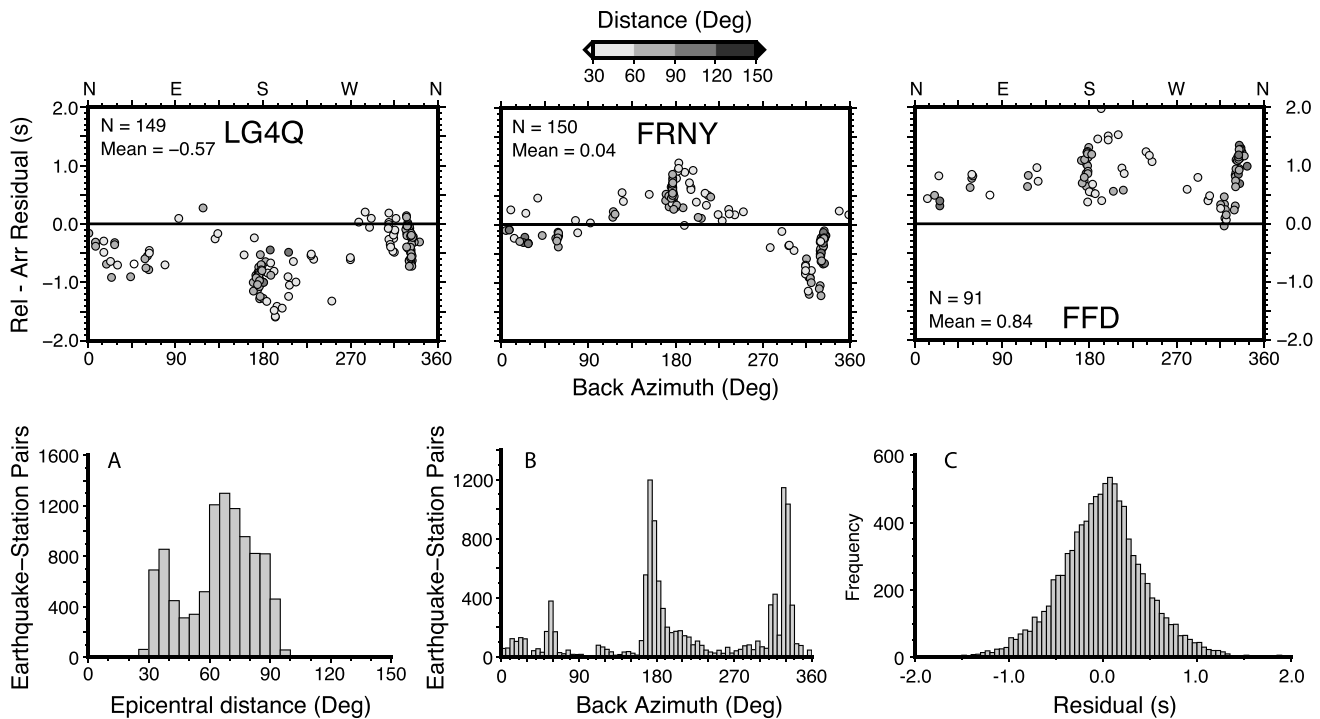 Distance (Deg)
30 60 90 120 150
N E S W N
N E S W N
Rel - Arr Residual (s)
2.0
1.0
0.0
−1.0
−2.0
N = 149
Mean = −0.57
LG4Q
0 90 180 270 360
N = 150
Mean = 0.04
FRNY
0 90 180 270 360
Back Azimuth (Deg)
N = 91
Mean = 0.84
FFD
0 90 180 270 360
2.0
1.0
0.0
−1.0
−2.0
Earthquake−Station Pairs
1600
1200
800
400
0
A
0 30 60 90 120 150
Epicentral distance (Deg)
Earthquake−Station Pairs
1200
800
400
0
B
0 90 180 270 360
Back Azimuth (Deg)
Frequency
600
400
200
0
C
-2.0 -1.0 0.0 1.0 2.0
Residual (s)